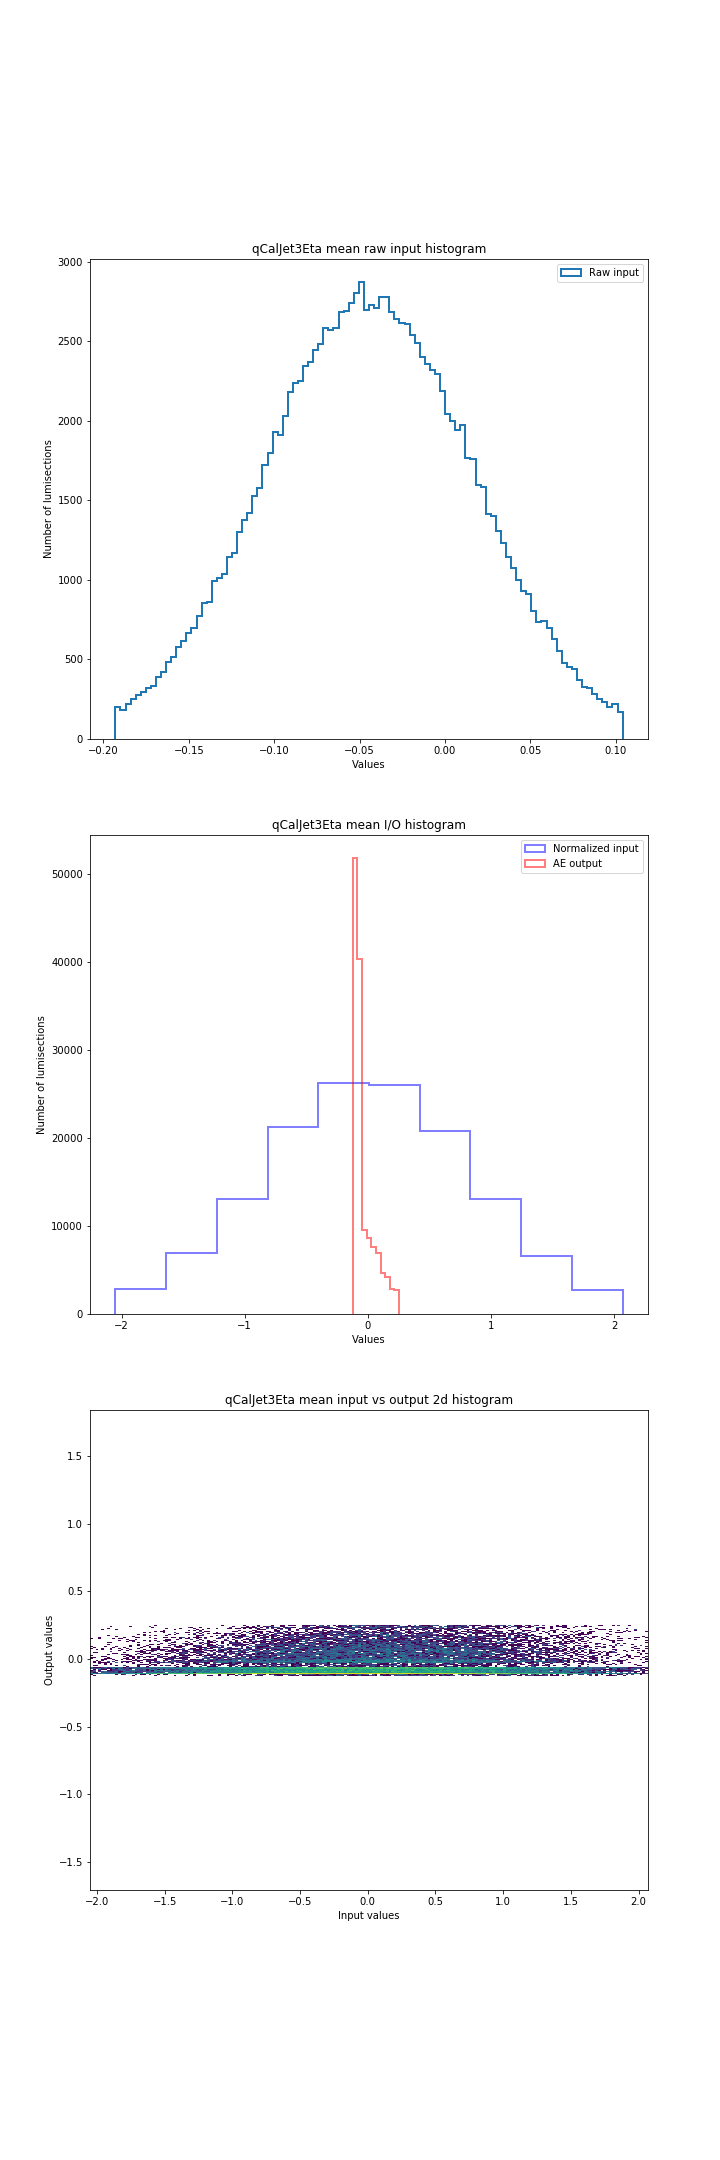 qCalJet3Eta mean raw input histogram
3000
2500
2000
1500
1000
500
0
Number of lumisections
Raw input
−0.20 −0.15 −0.10 −0.05 0.00 0.05 0.10
Values
qCalJet3Eta mean I/O histogram
50000
40000
30000
20000
10000
0
Number of lumisections
Normalized input
AE output
−2 −1 0 1 2
Values
qCalJet3Eta mean input vs output 2d histogram
1.5
1.0
0.5
0.0
−0.5
−1.0
−1.5
Output values
−2.0 −1.5 −1.0 −0.5 0.0 0.5 1.0 1.5 2.0
Input values